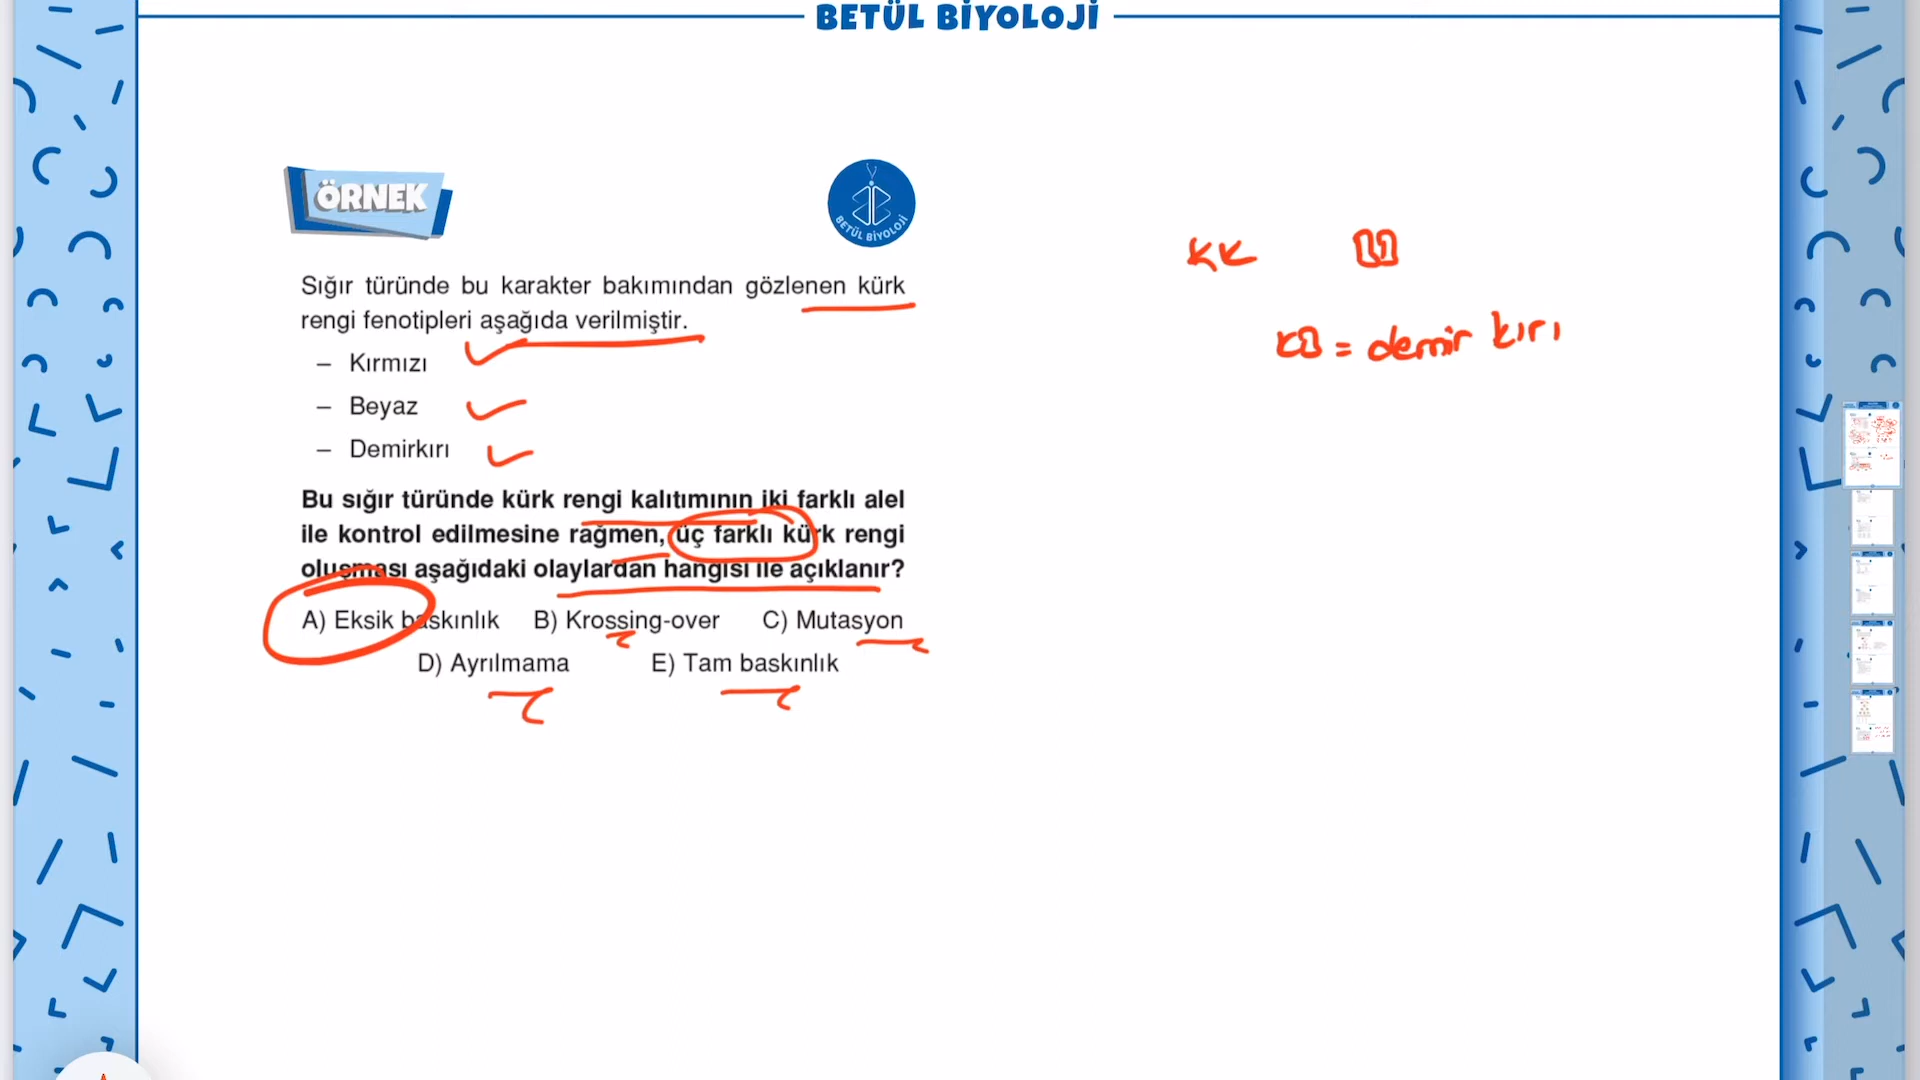 BETÜL BİYOLOJİ
ÖRNEK
BETÜL BİYOLOJİ
Sığır türünde bu karakter bakımından gözlenen kürk
rengi fenotipleri aşağıda verilmiştir.
– Kırmızı
– Beyaz
– Demirkırı
Bu sığır türünde kürk rengi kalıtımının iki farklı alel
ile kontrol edilmesine rağmen, üç farklı kürk rengi
oluşması aşağıdaki olaylardan hangisi ile açıklanır?
A) Eksik baskınlık B) Krossing-over C) Mutasyon
D) Ayrılmama E) Tam baskınlık
KK BB
KB = demir kırı